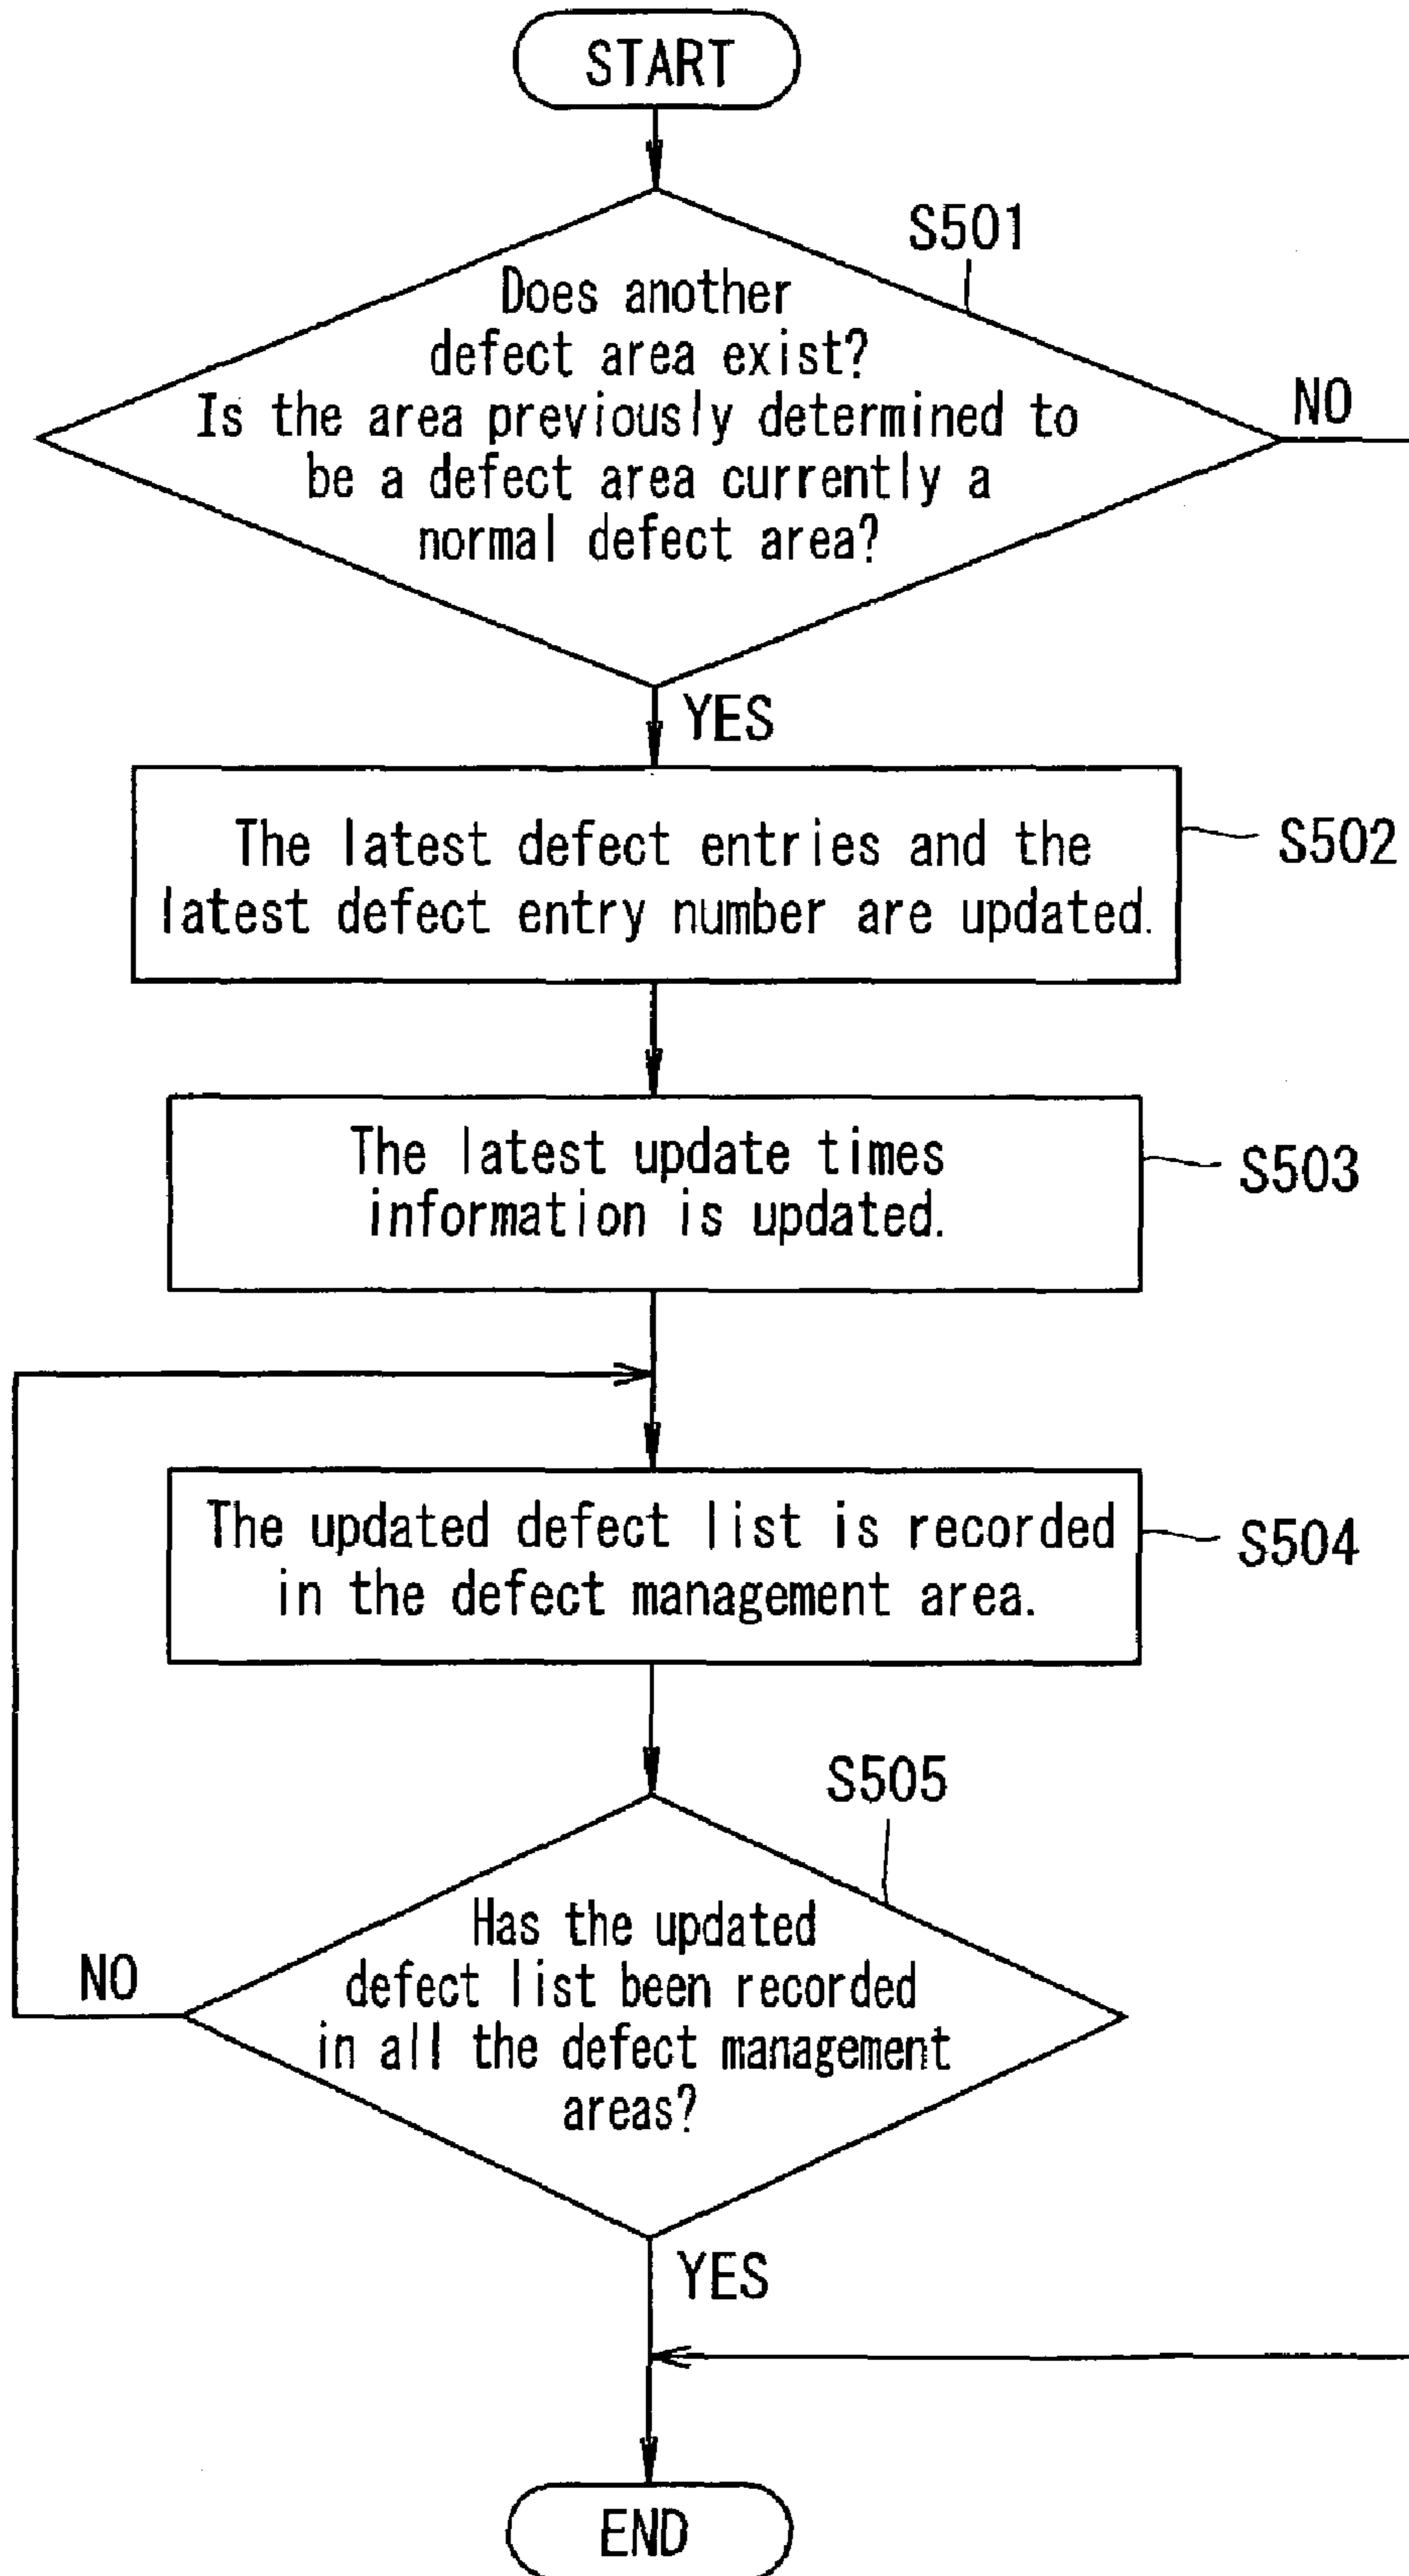 START
S501
Does another
defect area exist?
Is the area previously determined to
be a defect area currently a
normal defect area?
NO
YES
The latest defect entries and the
latest defect entry number are updated.
S502
The latest update times
information is updated.
S503
The updated defect list is recorded
in the defect management area.
S504
S505
Has the updated
defect list been recorded
in all the defect management
areas?
NO
YES
END